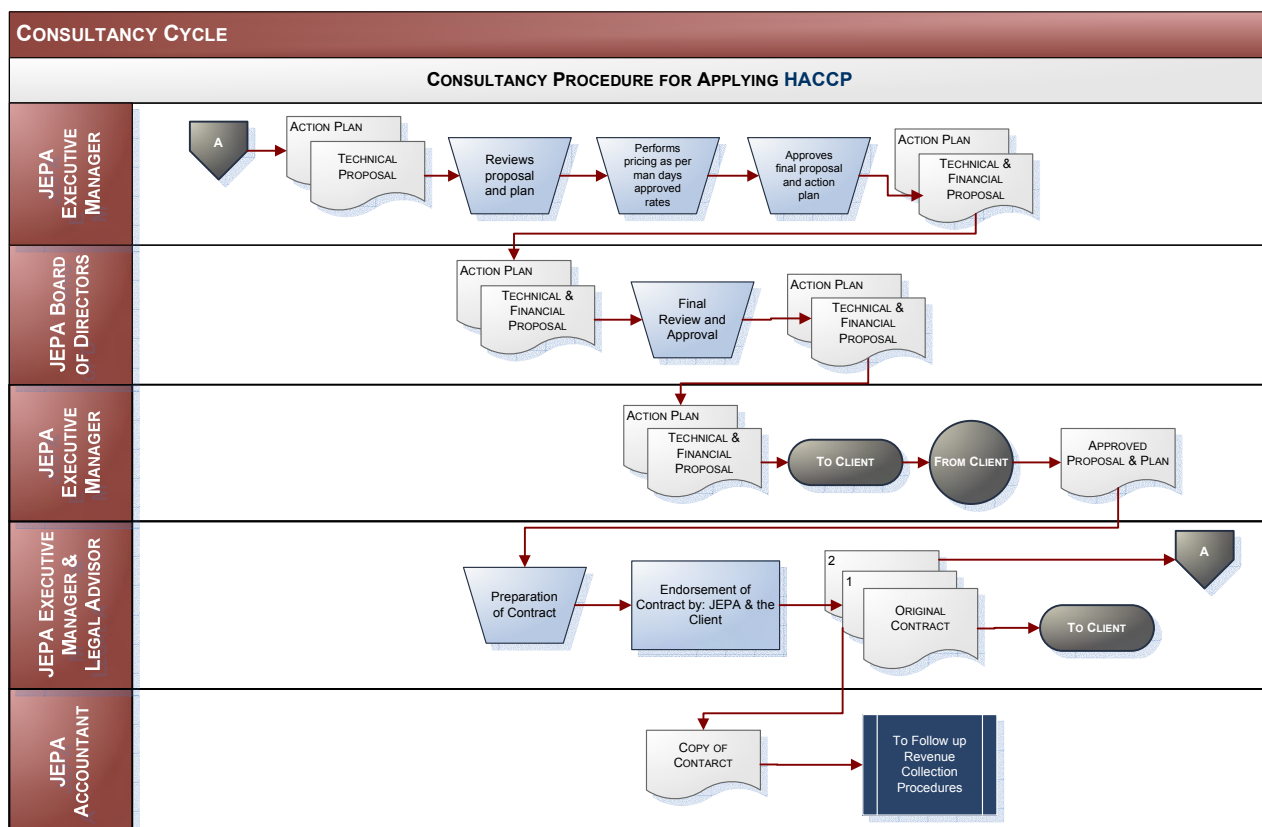 CONSULTANCY CYCLE
CONSULTANCY PROCEDURE FOR APPLYING HACCP
JEPA
EXECUTIVE
MANAGER
A
ACTION PLAN
TECHNICAL
PROPOSAL
Reviews
proposal
and plan
Performs
pricing as per
man days
approved
rates
Approves
final proposal
and action
plan
ACTION PLAN
TECHNICAL &
FINANCIAL
PROPOSAL
JEPA BOARD
OF DIRECTORS
ACTION PLAN
TECHNICAL &
FINANCIAL
PROPOSAL
Final
Review and
Approval
ACTION PLAN
TECHNICAL &
FINANCIAL
PROPOSAL
JEPA
EXECUTIVE
MANAGER
ACTION PLAN
TECHNICAL &
FINANCIAL
PROPOSAL
TO CLIENT
FROM CLIENT
APPROVED
PROPOSAL & PLAN
JEPA EXECUTIVE
MANAGER &
LEGAL ADVISOR
Preparation
of Contract
Endorsement of
Contract by: JEPA & the
Client
2
1
ORIGINAL
CONTRACT
A
TO CLIENT
JEPA
ACCOUNTANT
COPY OF
CONTARCT
To Follow up
Revenue
Collection
Procedures